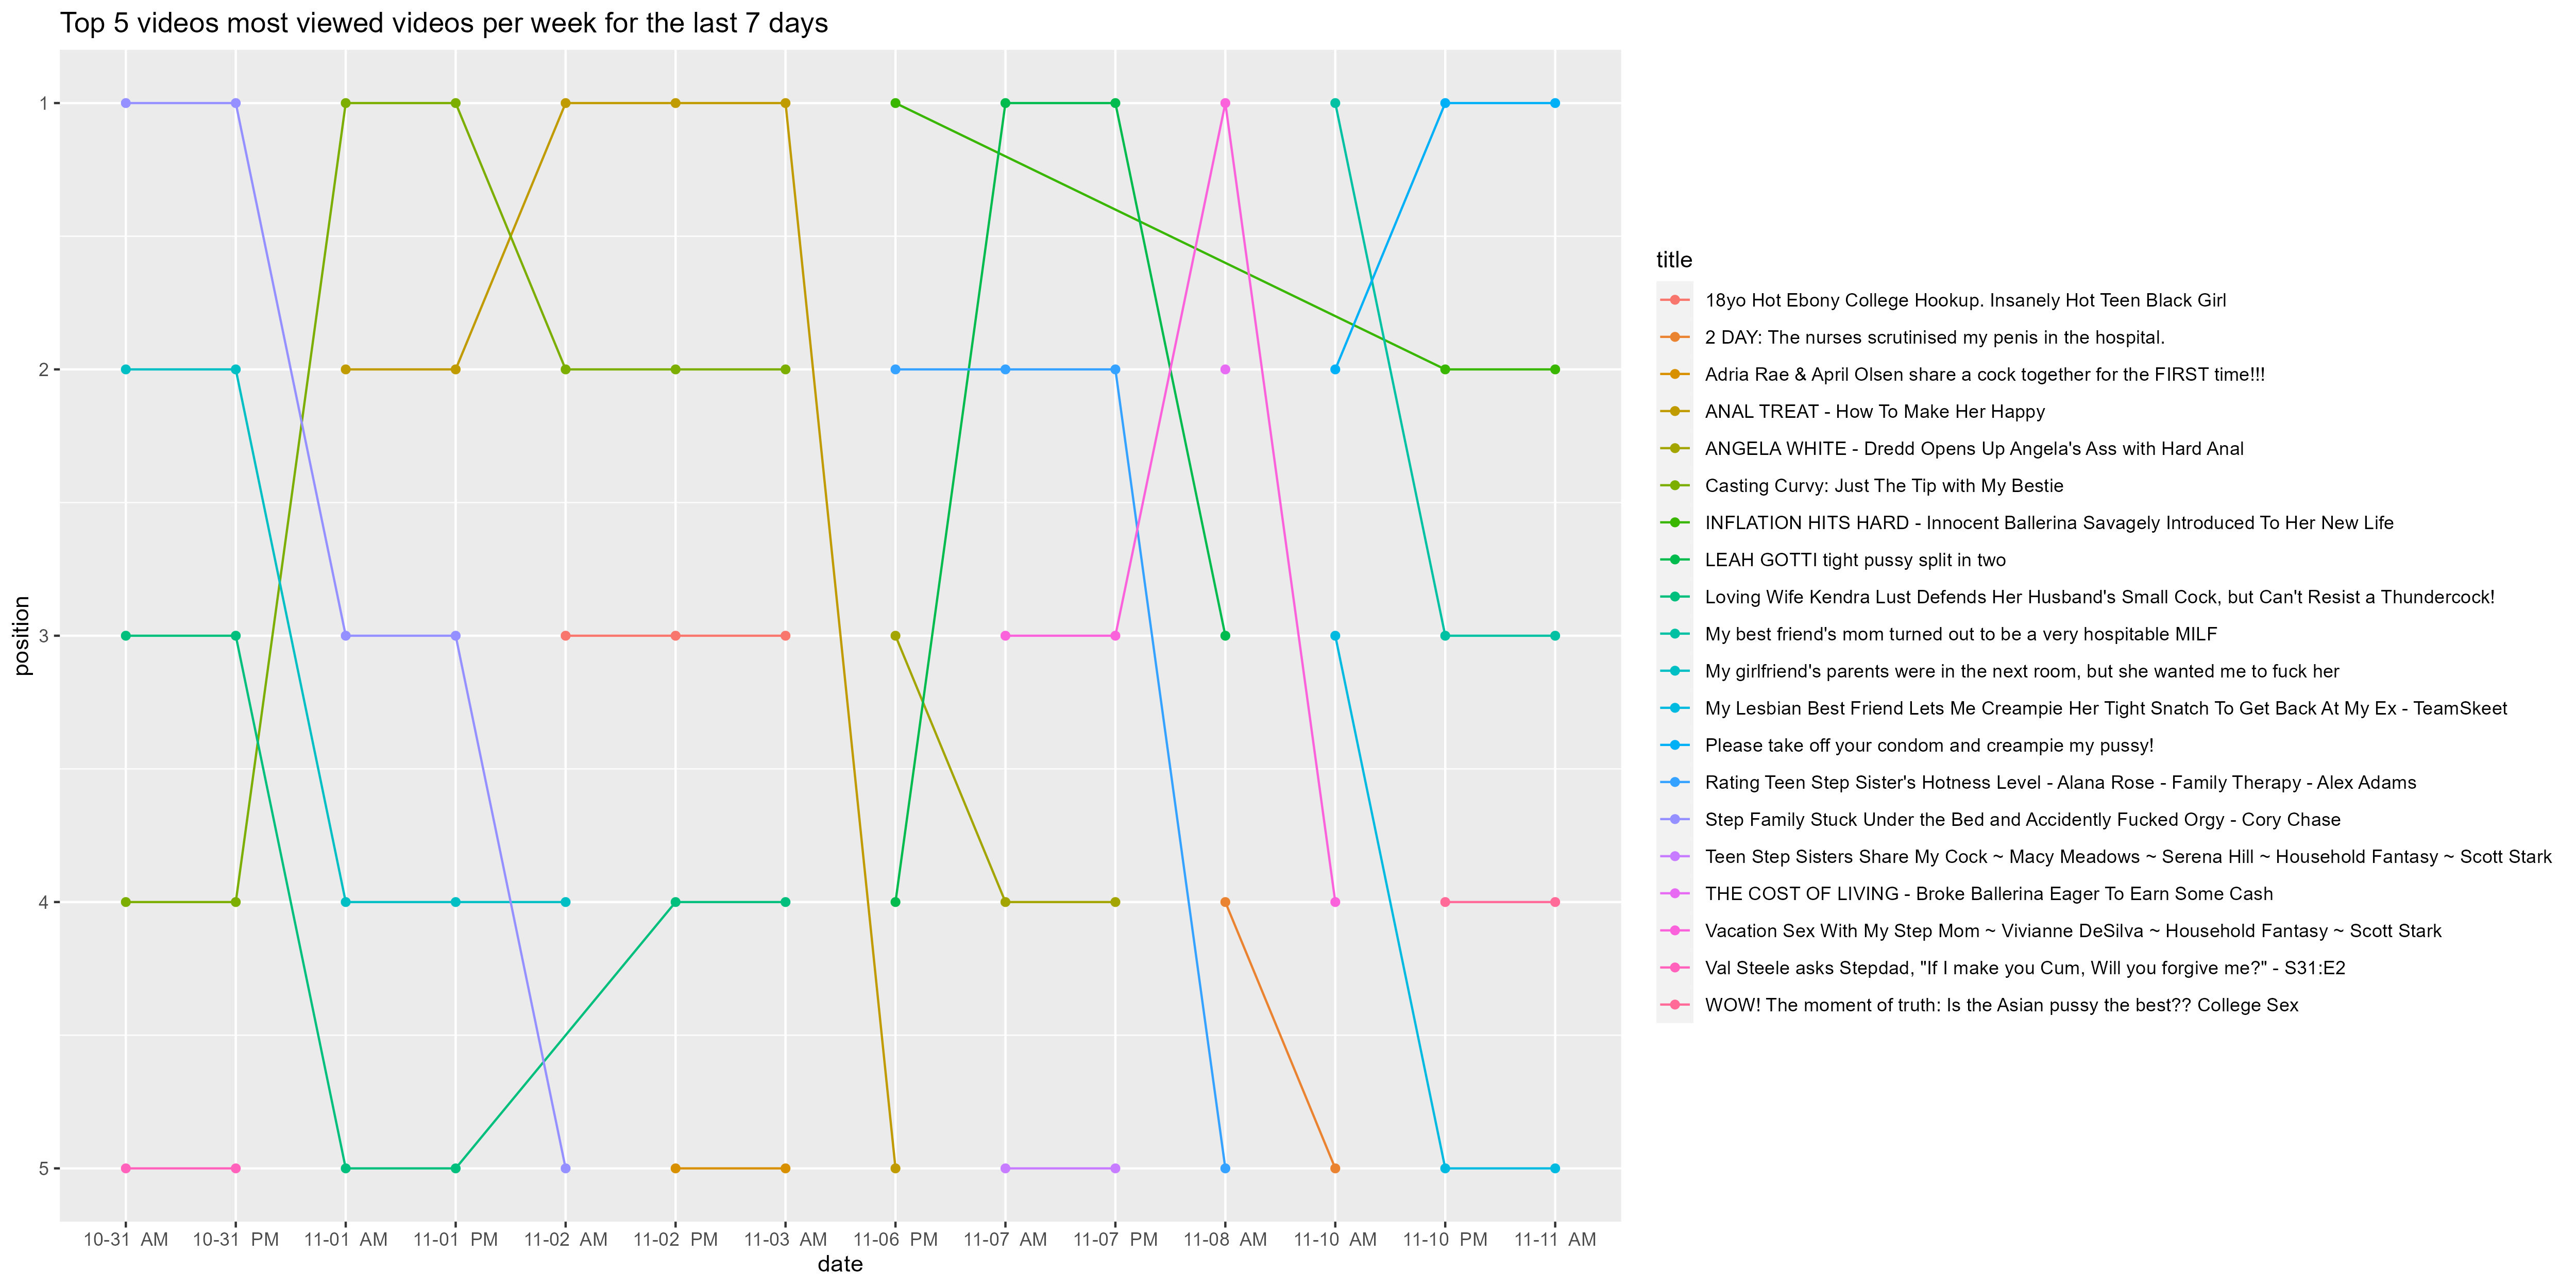 Top 5 videos most viewed videos per week for the last 7 days
position
1
2
3
4
5
10-31 AM
10-31 PM
11-01 AM
11-01 PM
11-02 AM
11-02 PM
11-03 AM
11-06 PM
11-07 AM
11-07 PM
11-08 AM
11-10 AM
11-10 PM
11-11 AM
date
title
18yo Hot Ebony College Hookup. Insanely Hot Teen Black Girl
2 DAY: The nurses scrutinised my penis in the hospital.
Adria Rae & April Olsen share a cock together for the FIRST time!!!
ANAL TREAT - How To Make Her Happy
ANGELA WHITE - Dredd Opens Up Angela's Ass with Hard Anal
Casting Curvy: Just The Tip with My Bestie
INFLATION HITS HARD - Innocent Ballerina Savagely Introduced To Her New Life
LEAH GOTTI tight pussy split in two
Loving Wife Kendra Lust Defends Her Husband's Small Cock, but Can't Resist a Thundercock!
My best friend's mom turned out to be a very hospitable MILF
My girlfriend's parents were in the next room, but she wanted me to fuck her
My Lesbian Best Friend Lets Me Creampie Her Tight Snatch To Get Back At My Ex - TeamSkeet
Please take off your condom and creampie my pussy!
Rating Teen Step Sister's Hotness Level - Alana Rose - Family Therapy - Alex Adams
Step Family Stuck Under the Bed and Accidently Fucked Orgy - Cory Chase
Teen Step Sisters Share My Cock ~ Macy Meadows ~ Serena Hill ~ Household Fantasy ~ Scott Stark
THE COST OF LIVING - Broke Ballerina Eager To Earn Some Cash
Vacation Sex With My Step Mom ~ Vivianne DeSilva ~ Household Fantasy ~ Scott Stark
Val Steele asks Stepdad, "If I make you Cum, Will you forgive me?" - S31:E2
WOW! The moment of truth: Is the Asian pussy the best?? College Sex